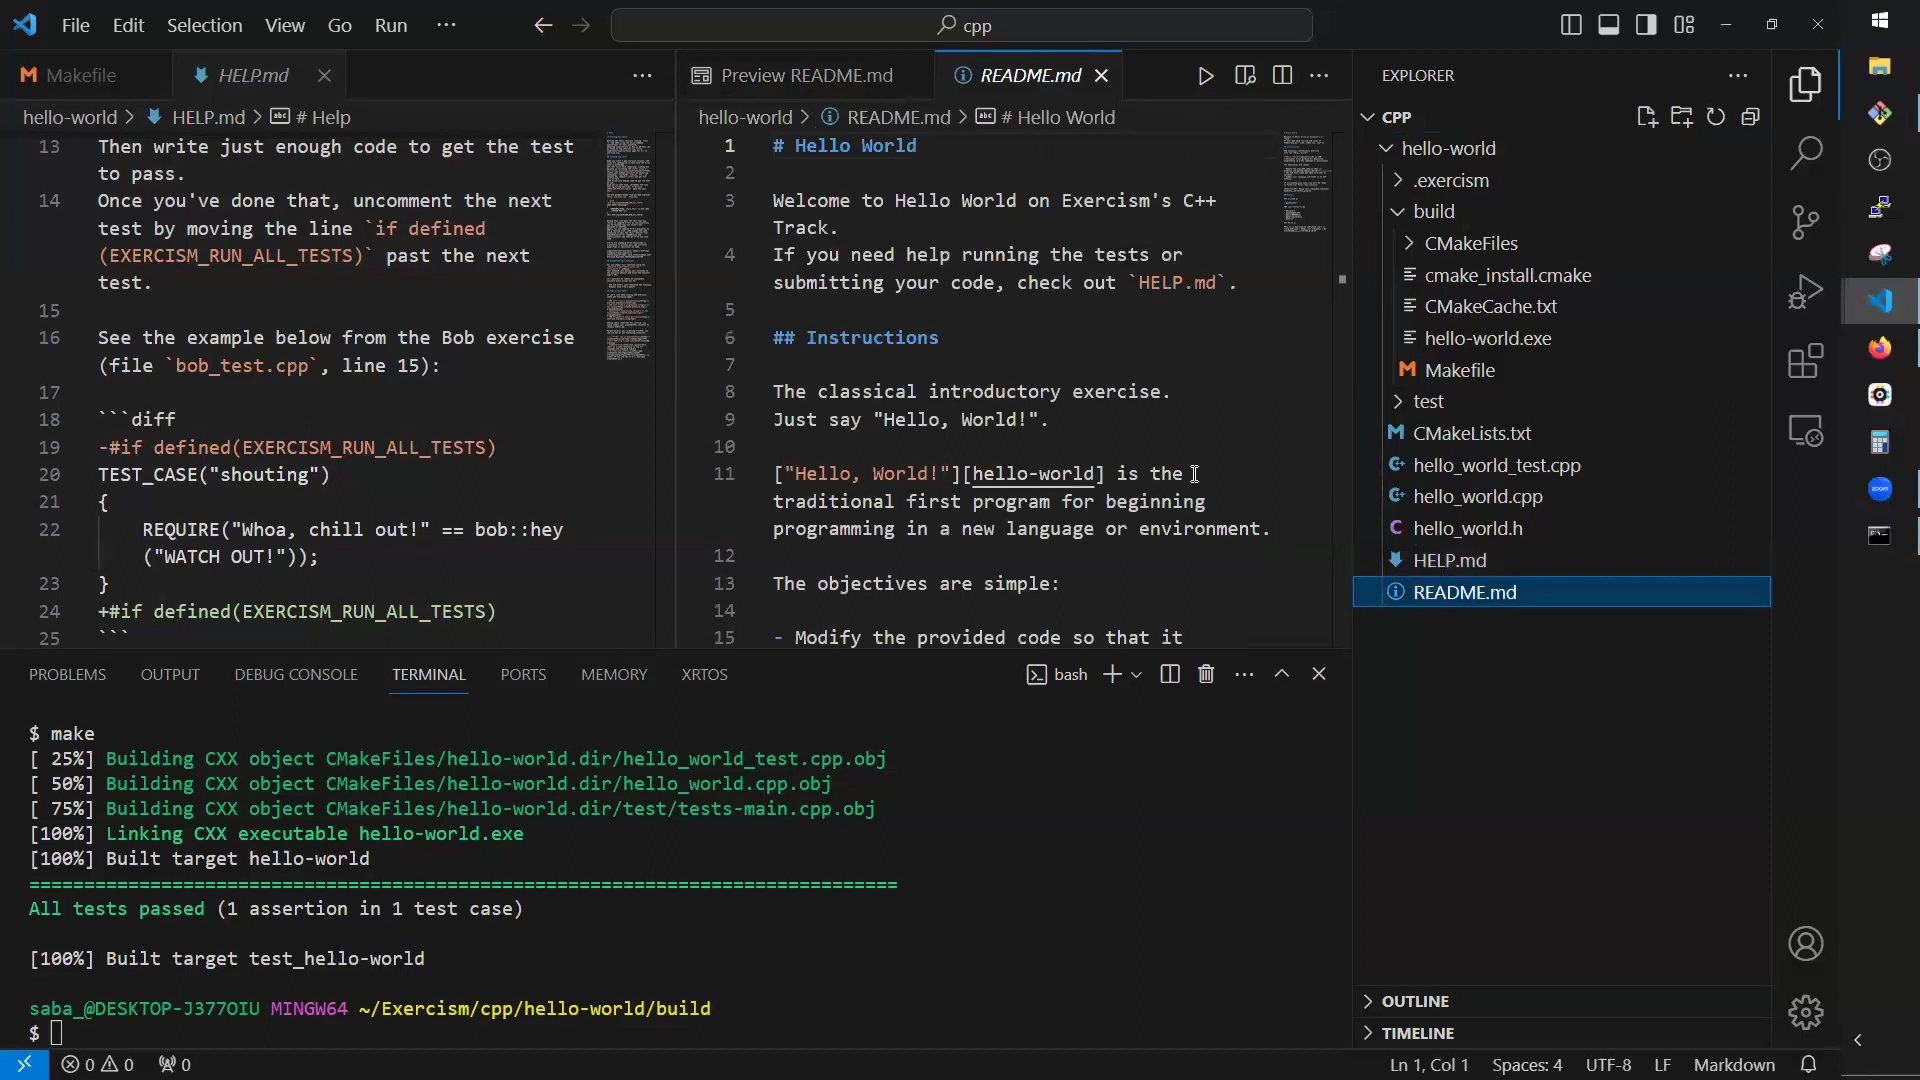 File Edit Selection View Go Run ··· cpp
Makefile HELP.md
hello-world > HELP.md > # Help
13 Then write just enough code to get the test
to pass.
14 Once you've done that, uncomment the next
test by moving the line `if defined
(EXERCISM_RUN_ALL_TESTS)` past the next
test.
15
16 See the example below from the Bob exercise
(file `bob_test.cpp`, line 15):
17
18 ```diff
19 -#if defined(EXERCISM_RUN_ALL_TESTS)
20 TEST_CASE("shouting")
21 {
22 REQUIRE("Whoa, chill out!" == bob::hey
("WATCH OUT!"));
23 }
24 +#if defined(EXERCISM_RUN_ALL_TESTS)
25 ```
Preview README.md README.md
hello-world > README.md > # Hello World
1 # Hello World
2
3 Welcome to Hello World on Exercism's C++
Track.
4 If you need help running the tests or
submitting your code, check out `HELP.md`.
5
6 ## Instructions
7
8 The classical introductory exercise.
9 Just say "Hello, World!".
10
11 ["Hello, World!"][hello-world] is the
traditional first program for beginning
programming in a new language or environment.
12
13 The objectives are simple:
14
15 - Modify the provided code so that it
EXPLORER
CPP
hello-world
.exercism
build
CMakeFiles
cmake_install.cmake
CMakeCache.txt
hello-world.exe
Makefile
test
CMakeLists.txt
hello_world_test.cpp
hello_world.cpp
hello_world.h
HELP.md
README.md
OUTLINE
TIMELINE
PROBLEMS OUTPUT DEBUG CONSOLE TERMINAL PORTS MEMORY XRTOS bash
$ make
[ 25%] Building CXX object CMakeFiles/hello-world.dir/hello_world_test.cpp.obj
[ 50%] Building CXX object CMakeFiles/hello-world.dir/hello_world.cpp.obj
[ 75%] Building CXX object CMakeFiles/hello-world.dir/test/tests-main.cpp.obj
[100%] Linking CXX executable hello-world.exe
[100%] Built target hello-world
===============================================================================
All tests passed (1 assertion in 1 test case)
[100%] Built target test_hello-world
saba_@DESKTOP-J377OIU MINGW64 ~/Exercism/cpp/hello-world/build
$
0 0 0 Ln 1, Col 1 Spaces: 4 UTF-8 LF Markdown